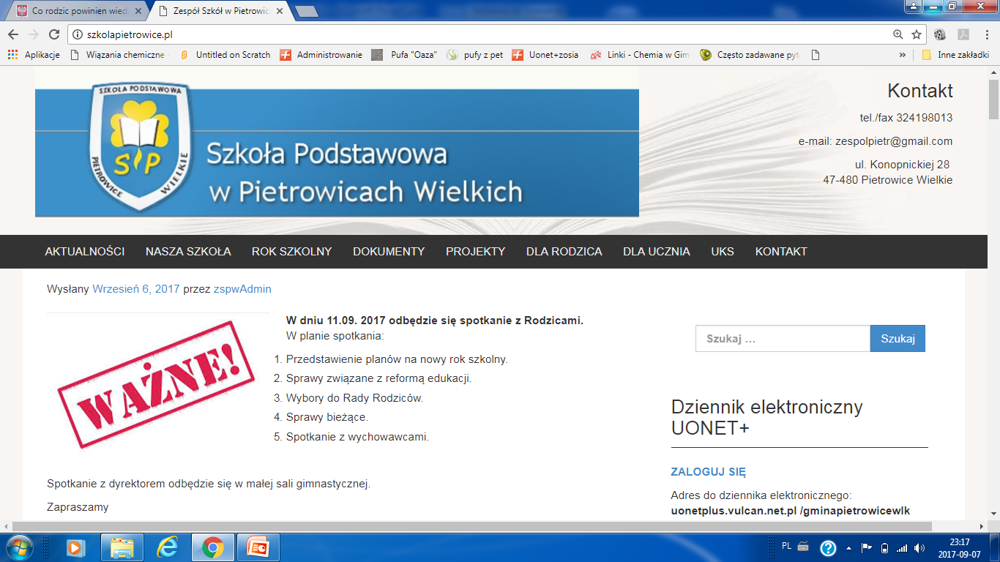 Co rodzic powinien wied
Zespół Szkół w Pietrowic
szkolapietrowice.pl
Aplikacje
Wiązania chemiczne
Untitled on Scratch
Administrowanie
Pufa "Oaza"
pufy z pet
Uonet+zosia
Linki - Chemia w Gim
Często zadawane pyt
»
Inne zakładki
SZKOŁA PODSTAWOWA
SIP
PIETROWICE WIELKIE
Szkoła Podstawowa
w Pietrowicach Wielkich
Kontakt
tel./fax 324198013
e-mail: zespolpietr@gmail.com
ul. Konopnickiej 28
47-480 Pietrowice Wielkie
AKTUALNOŚCI NASZA SZKOŁA ROK SZKOLNY DOKUMENTY PROJEKTY DLA RODZICA DLA UCZNIA UKS KONTAKT
Wysłany Wrzesień 6, 2017 przez zspwAdmin
WAŻNE!
W dniu 11.09. 2017 odbędzie się spotkanie z Rodzicami.
W planie spotkania:
1. Przedstawienie planów na nowy rok szkolny.
2. Sprawy związane z reformą edukacji.
3. Wybory do Rady Rodziców.
4. Sprawy bieżące.
5. Spotkanie z wychowawcami.
Spotkanie z dyrektorem odbędzie się w małej sali gimnastycznej.
Zapraszamy
Szukaj ...
Szukaj
Dziennik elektroniczny
UONET+
ZALOGUJ SIĘ
Adres do dziennika elektronicznego:
uonetplus.vulcan.net.pl /gminapietrowicewlk
PL
23:17
2017-09-07